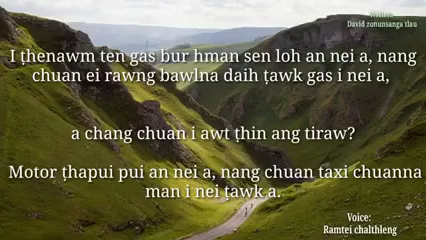 Written:
David zonunsanga tlau
I ṭhenawm ten gas bur hman sen loh an nei a, nang
chuan ei rawng bawlna daih ṭawk gas i nei a,
a chang chuan i awt ṭhin ang tiraw?
Motor ṭhapui pui an nei a, nang chuan taxi chuanna
man i nei ṭawk a.
Voice:
Ramtei chalthleng